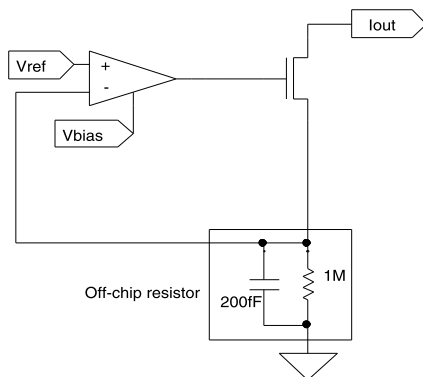 Iout
Vref
+
-
Vbias
Off-chip resistor
1M
200fF